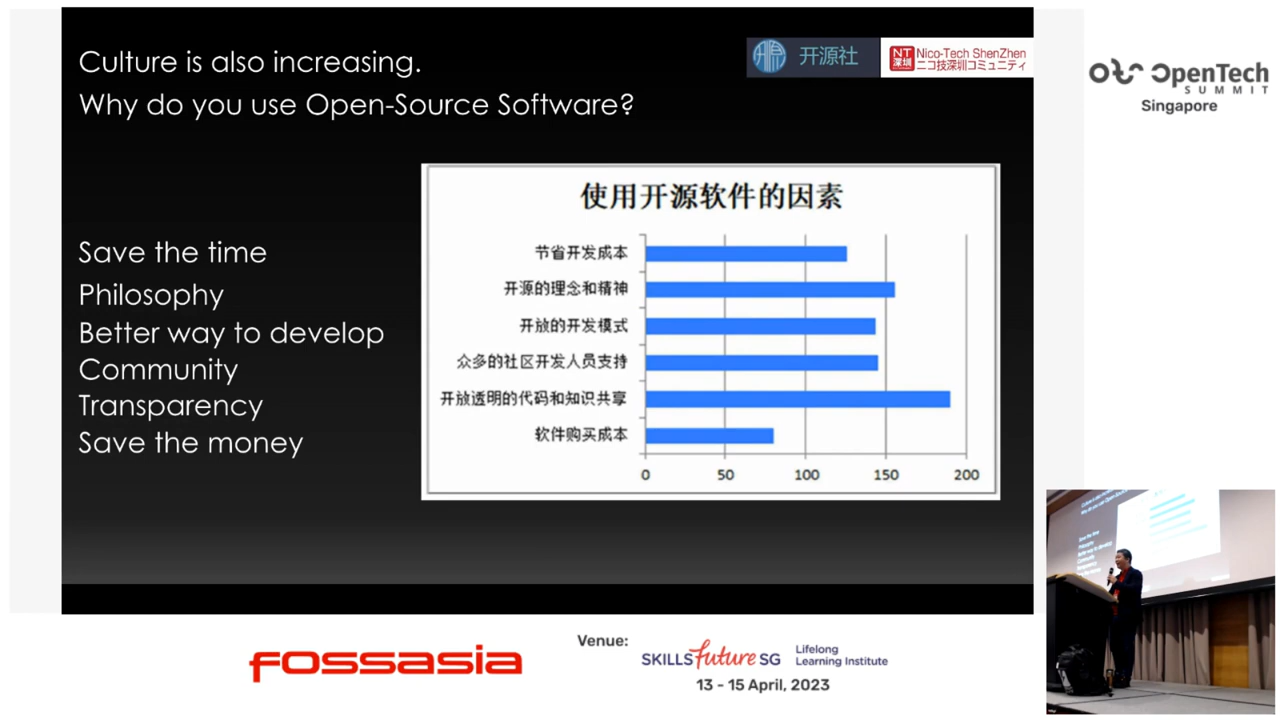 Culture is also increasing.
Why do you use Open-Source Software?
开源社
NT
深圳
Nico-Tech ShenZhen
ニコ技深圳コミュニティ
OpenTech
SUMMIT
Singapore
Save the time
Philosophy
Better way to develop
Community
Transparency
Save the money
使用开源软件的因素
节省开发成本
开源的理念和精神
开放的开发模式
众多的社区开发人员支持
开放透明的代码和知识共享
软件购买成本
0 50 100 150 200
fossasia
Venue:
SKILLSfuture SG
Lifelong
Learning Institute
13 - 15 April, 2023